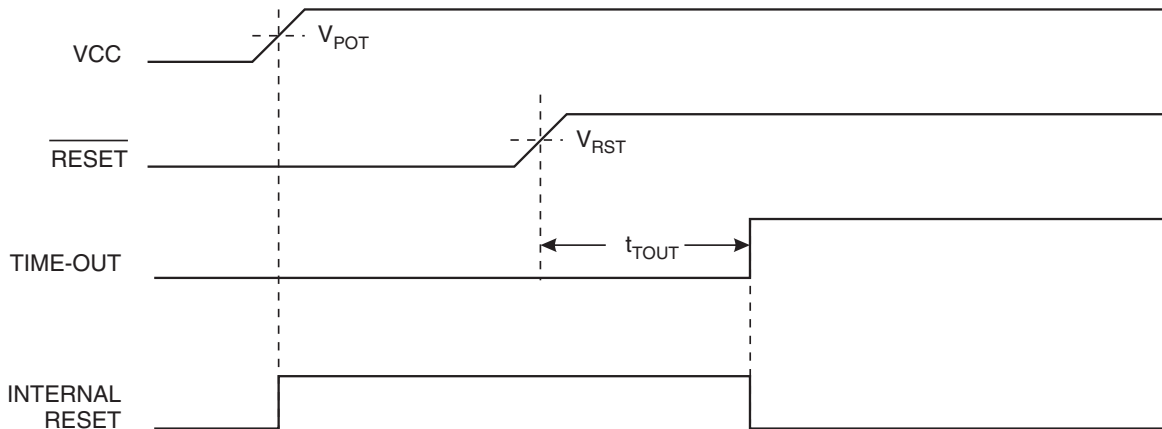 VCC
V_POT
RESET
V_RST
TIME-OUT
t_TOUT
INTERNAL
RESET